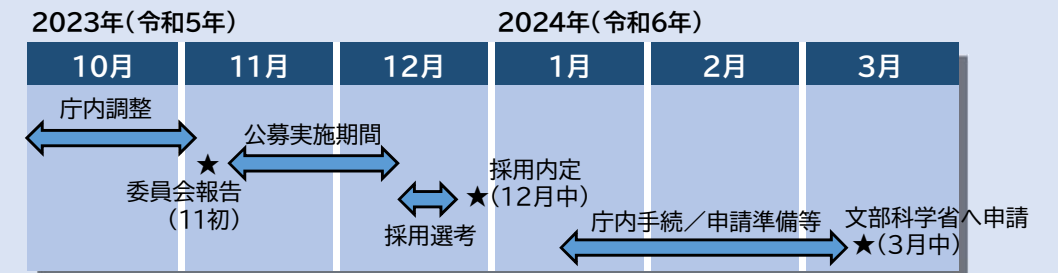 2023年(令和5年)
2024年(令和6年)
10月
11月
12月
1月
2月
3月
庁内調整
公募実施期間
★
委員会報告
(11初)
採用内定
★(12月中)
採用選考
庁内手続／申請準備等
文部科学省へ申請
★(3月中)